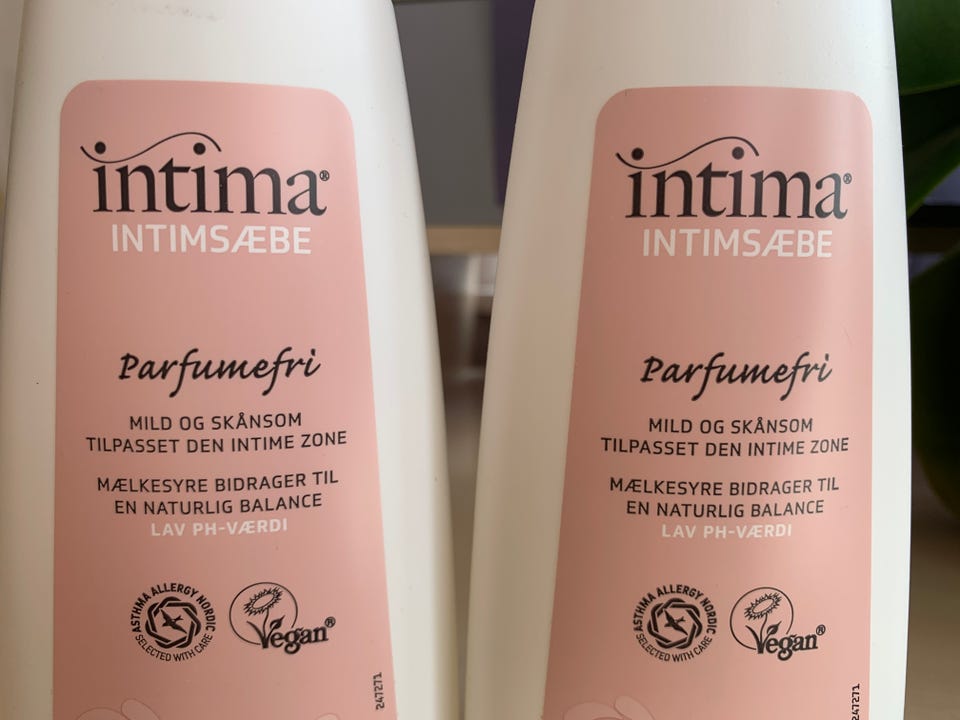 intima®
INTIMSÆBE
Parfumefri
MILD OG SKÅNSOM
TILPASSET DEN INTIME ZONE
MÆLKESYRE BIDRAGER TIL
EN NATURLIG BALANCE
LAV PH-VÆRDI
ASTHMA ALLERGY NORDIC
SELECTED WITH CARE
Vegan®
247271
intima®
INTIMSÆBE
Parfumefri
MILD OG SKÅNSOM
TILPASSET DEN INTIME ZONE
MÆLKESYRE BIDRAGER TIL
EN NATURLIG BALANCE
LAV PH-VÆRDI
ASTHMA ALLERGY NORDIC
SELECTED WITH CARE
Vegan®
247271